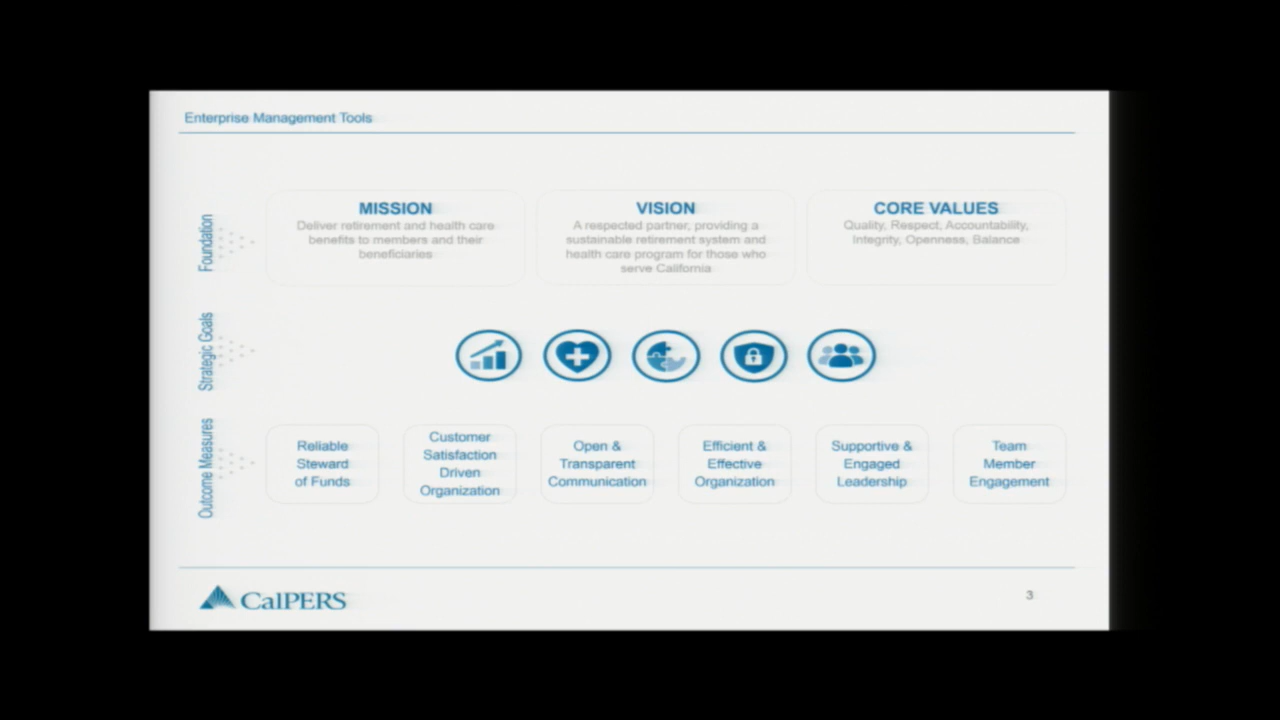 Enterprise Management Tools
Foundation
MISSION
Deliver retirement and health care
benefits to members and their
beneficiaries
VISION
A respected partner, providing a
sustainable retirement system and
health care program for those who
serve California
CORE VALUES
Quality, Respect, Accountability,
Integrity, Openness, Balance
Strategic Goals
Outcome Measures
Reliable
Steward
of Funds
Customer
Satisfaction
Driven
Organization
Open &
Transparent
Communication
Efficient &
Effective
Organization
Supportive &
Engaged
Leadership
Team
Member
Engagement
CalPERS
3